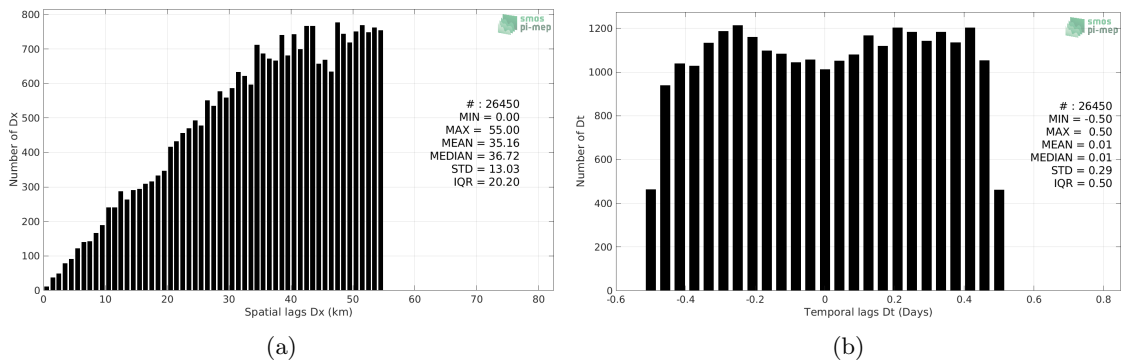 800
700
600
500
400
300
200
100
0
Number of Dx
0 10 20 30 40 50 60 70 80
Spatial lags Dx (km)
smos
pi-mep
# : 26450
MIN = 0.00
MAX = 55.00
MEAN = 35.16
MEDIAN = 36.72
STD = 13.03
IQR = 20.20
(a)
1200
1000
800
600
400
200
0
Number of Dt
-0.6 -0.4 -0.2 0 0.2 0.4 0.6 0.8
Temporal lags Dt (Days)
smos
pi-mep
# : 26450
MIN = -0.50
MAX = 0.50
MEAN = 0.01
MEDIAN = 0.01
STD = 0.29
IQR = 0.50
(b)